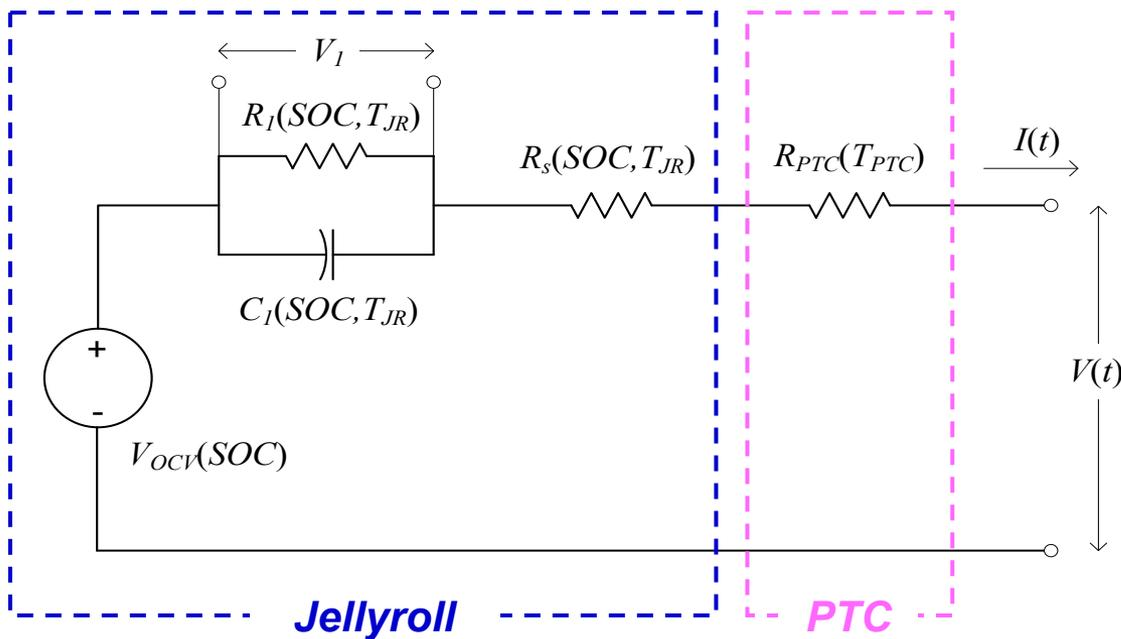 V1
R1(SOC,TJR)
Rs(SOC,TJR)
RPTC(TPTC)
I(t)
C1(SOC,TJR)
+
-
V(t)
VOCV(SOC)
Jellyroll
PTC